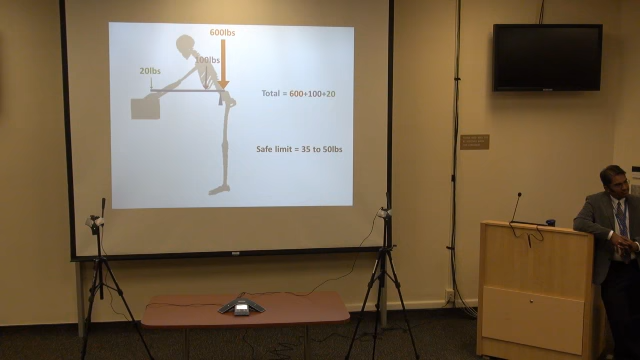 600lbs
100lbs
20lbs
Total = 600+100+20
Safe limit = 35 to 50lbs